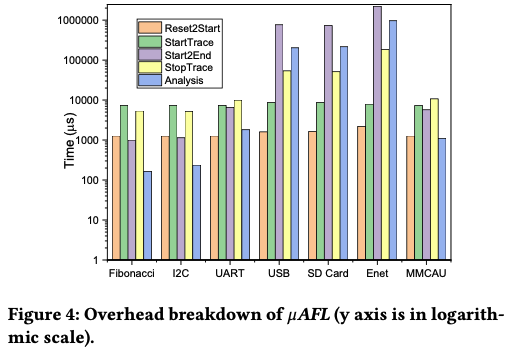 1000000
100000
10000
1000
100
10
1
Time (μs)
Reset2Start
StartTrace
Start2End
StopTrace
Analysis
Fibonacci I2C UART USB SD Card Enet MMCAU
Figure 4: Overhead breakdown of μAFL (y axis is in logarith-
mic scale).